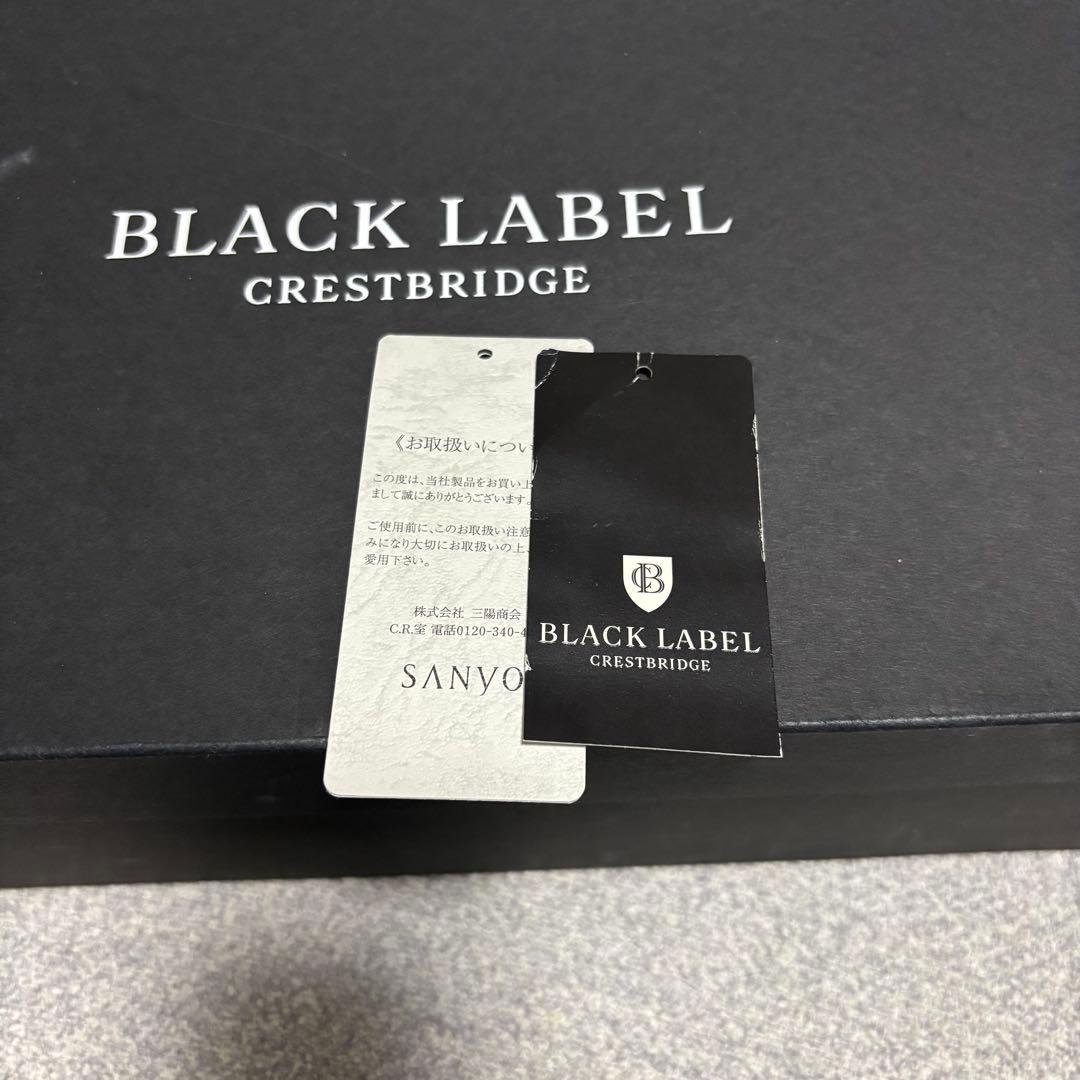 BLACK LABEL
CRESTBRIDGE
《お取扱いについ
この度は、当社製品をお買い上
まして誠にありがとうございます。
ご使用前に、このお取扱い注意
みになり大切にお取扱いの上、
愛用下さい。
株式会社 三陽商会
C.R.室 電話0120-340-4
SANYO
CB
BLACK LABEL
CRESTBRIDGE